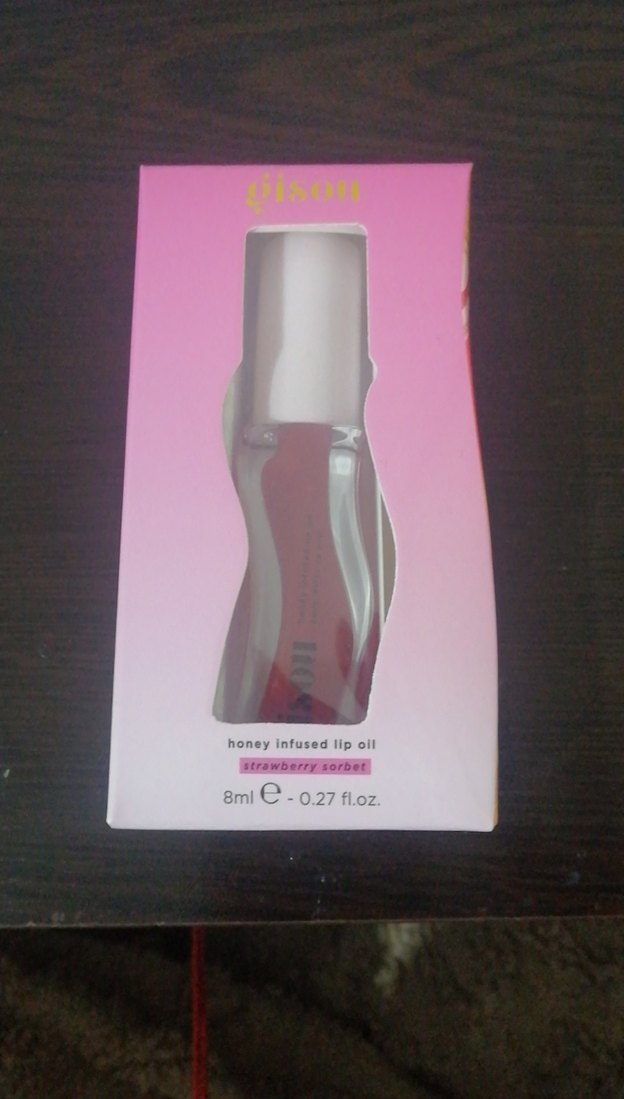 gisou
honey infused lip oil
strawberry sorbet
8ml e - 0.27 fl.oz.